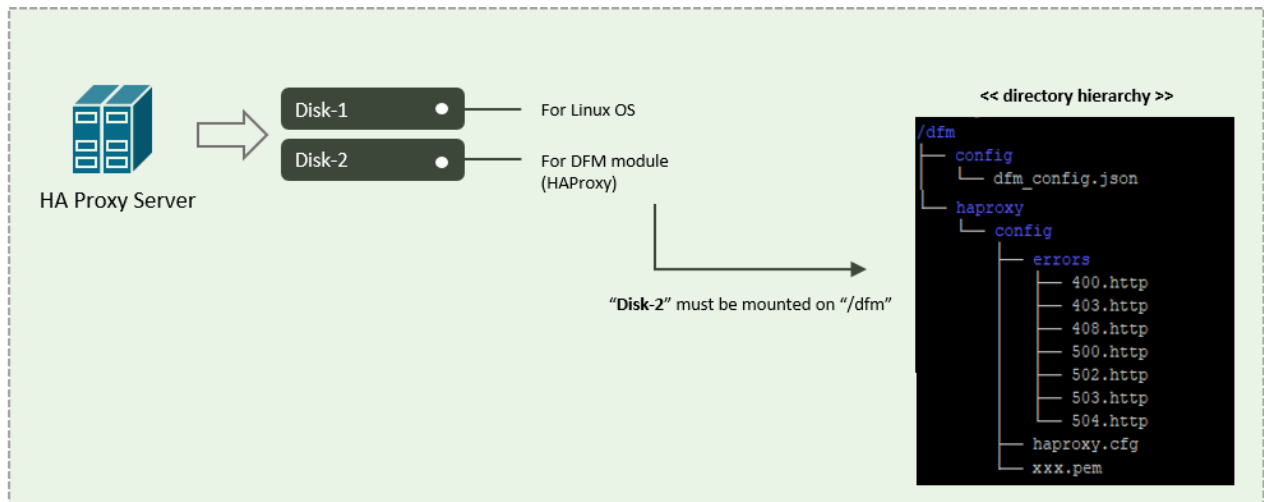 HA Proxy Server
Disk-1
For Linux OS
Disk-2
For DFM module
(HAProxy)
“Disk-2” must be mounted on “/dfm”
<< directory hierarchy >>
/dfm
├── config
│   └── dfm_config.json
└── haproxy
    └── config
        ├── errors
        │   ├── 400.http
        │   ├── 403.http
        │   ├── 408.http
        │   ├── 500.http
        │   ├── 502.http
        │   ├── 503.http
        │   └── 504.http
        ├── haproxy.cfg
        └── xxx.pem